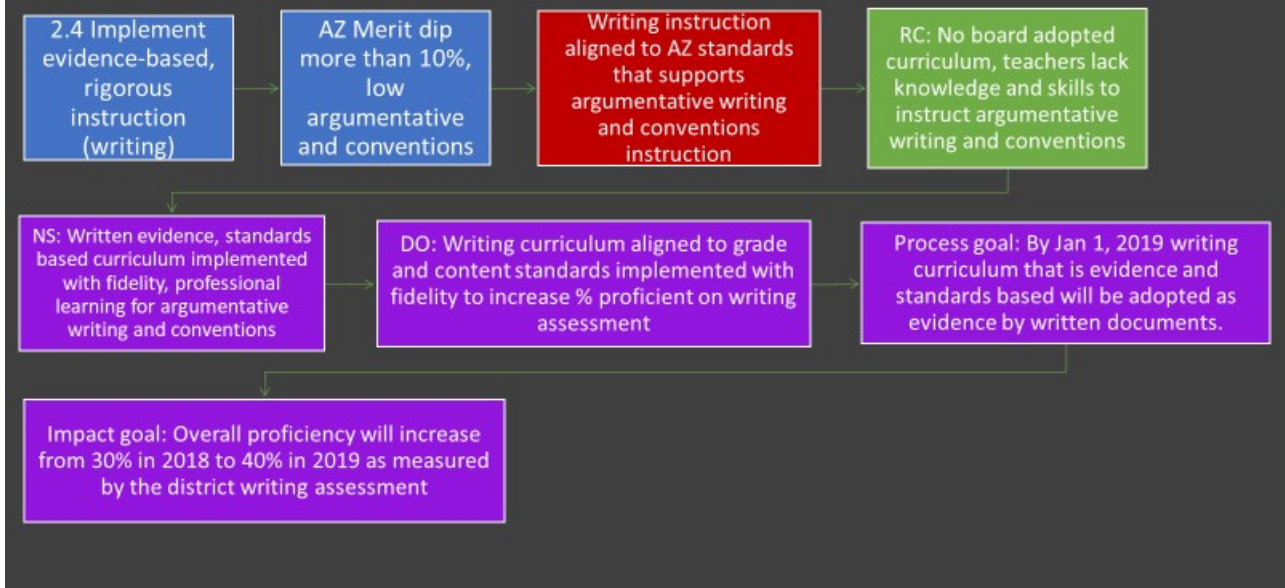 2.4 Implement
evidence-based,
rigorous
instruction
(writing)
AZ Merit dip
more than 10%,
low
argumentative
and conventions
Writing instruction
aligned to AZ standards
that supports
argumentative writing
and conventions
instruction
RC: No board adopted
curriculum, teachers lack
knowledge and skills to
instruct argumentative
writing and conventions
NS: Written evidence, standards
based curriculum implemented
with fidelity, professional
learning for argumentative
writing and conventions
DO: Writing curriculum aligned to grade
and content standards implemented with
fidelity to increase % proficient on writing
assessment
Process goal: By Jan 1, 2019 writing
curriculum that is evidence and
standards based will be adopted as
evidence by written documents.
Impact goal: Overall proficiency will increase
from 30% in 2018 to 40% in 2019 as measured
by the district writing assessment